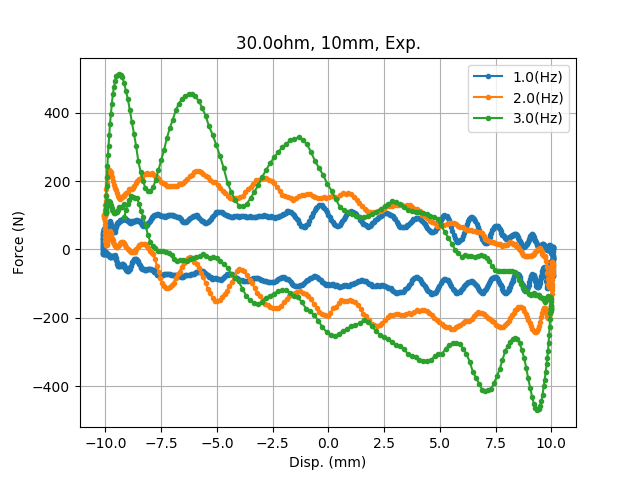 30.0ohm, 10mm, Exp.
1.0(Hz)
2.0(Hz)
3.0(Hz)
400
200
0
−200
−400
Force (N)
−10.0 −7.5 −5.0 −2.5 0.0 2.5 5.0 7.5 10.0
Disp. (mm)